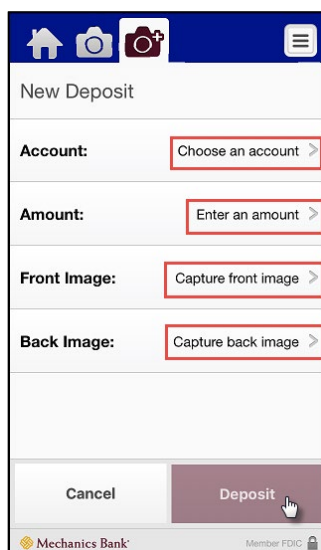 New Deposit
Account: Choose an account
Amount: Enter an amount
Front Image: Capture front image
Back Image: Capture back image
Cancel Deposit
Mechanics Bank Member FDIC